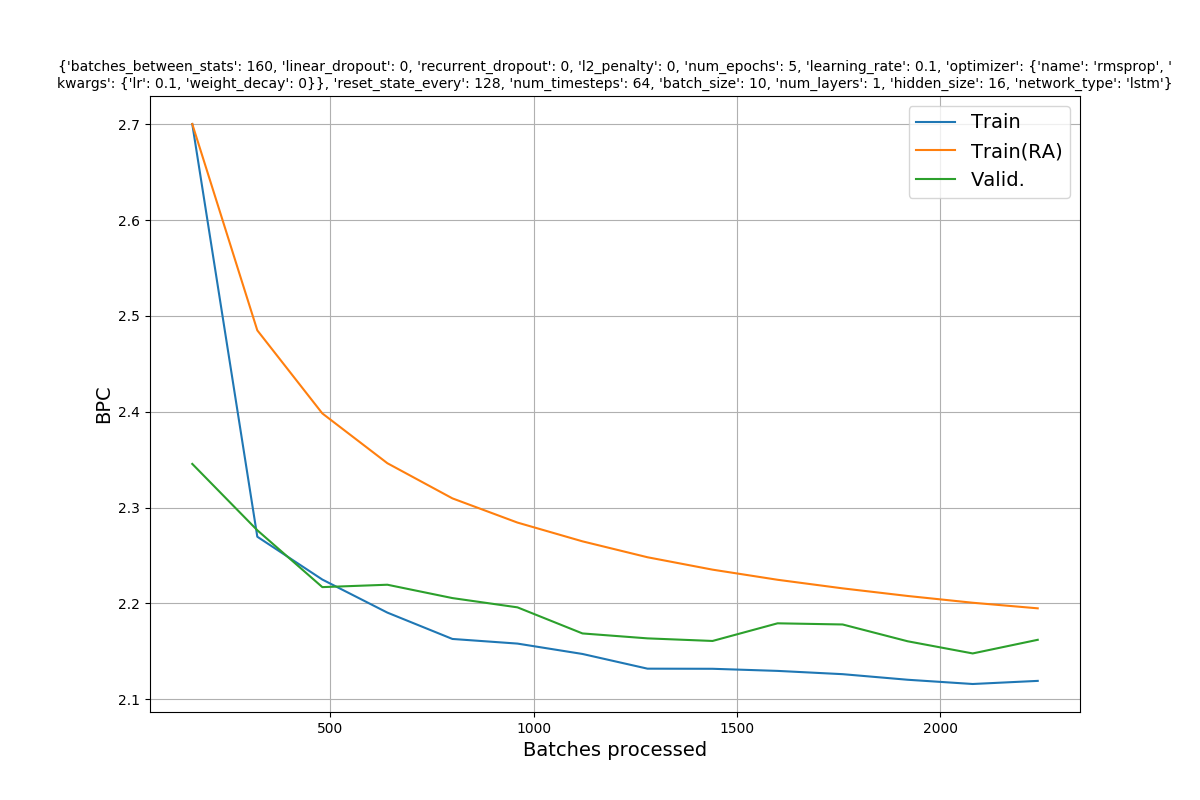 {'batches_between_stats': 160, 'linear_dropout': 0, 'recurrent_dropout': 0, 'l2_penalty': 0, 'num_epochs': 5, 'learning_rate': 0.1, 'optimizer': {'name': 'rmsprop', '
kwargs': {'lr': 0.1, 'weight_decay': 0}}, 'reset_state_every': 128, 'num_timesteps': 64, 'batch_size': 10, 'num_layers': 1, 'hidden_size': 16, 'network_type': 'lstm'}
Train
Train(RA)
Valid.
BPC
2.7
2.6
2.5
2.4
2.3
2.2
2.1
500
1000
1500
2000
Batches processed